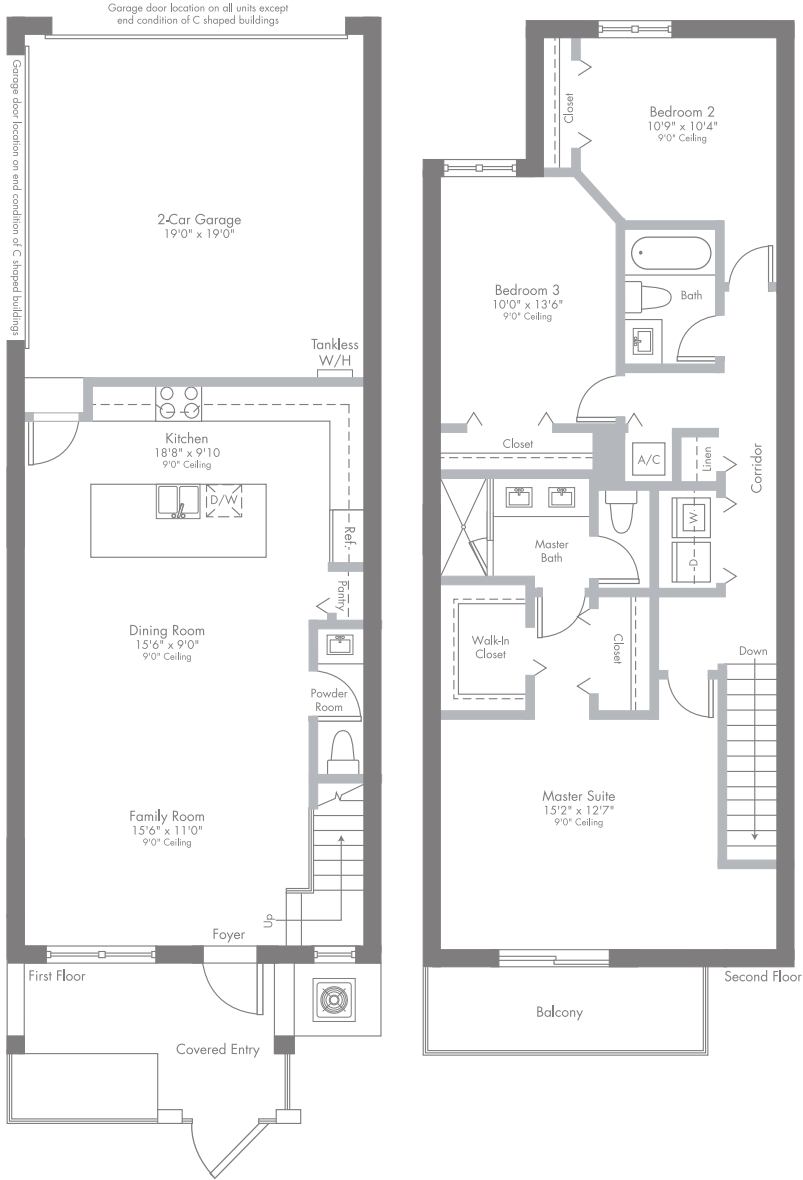 Garage door location on all units except
end condition of C shaped buildings
Garage door location on end condition of C shaped buildings
2-Car Garage
19'0" x 19'0"
Tankless
W/H
Kitchen
18'8" x 9'10
9'0" Ceiling
D/W
Ref.
Pantry
Dining Room
15'6" x 9'0"
9'0" Ceiling
Powder
Room
Family Room
15'6" x 11'0"
9'0" Ceiling
Up
Foyer
First Floor
Covered Entry
Closet
Bedroom 2
10'9" x 10'4"
9'0" Ceiling
Bedroom 3
10'0" x 13'6"
9'0" Ceiling
Bath
Closet
A/C
Linen
Corridor
W
D
Master
Bath
Walk-In
Closet
Closet
Down
Master Suite
15'2" x 12'7"
9'0" Ceiling
Second Floor
Balcony